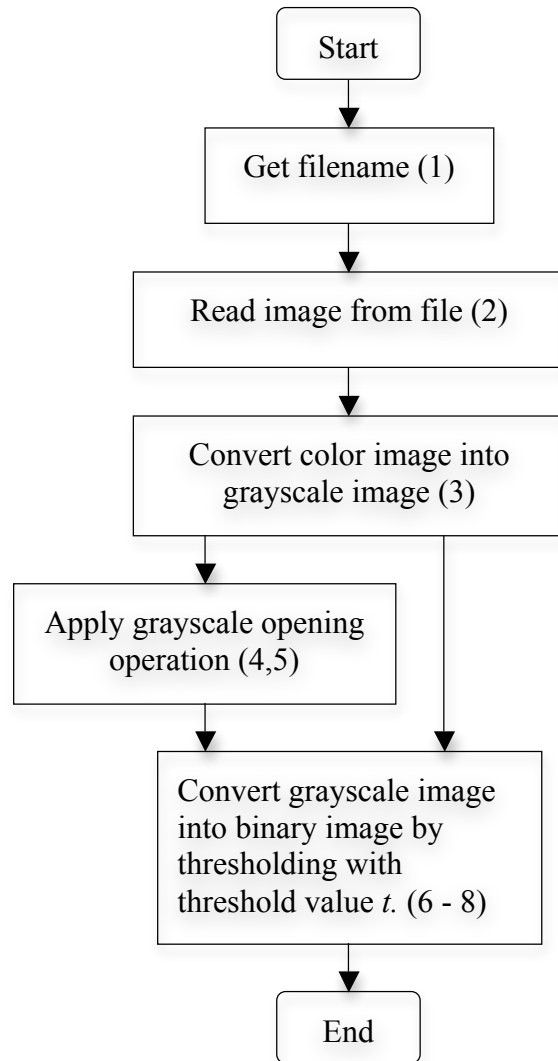 Start
Get filename (1)
Read image from file (2)
Convert color image into
grayscale image (3)
Apply grayscale opening
operation (4,5)
Convert grayscale image
into binary image by
thresholding with
threshold value t. (6 - 8)
End